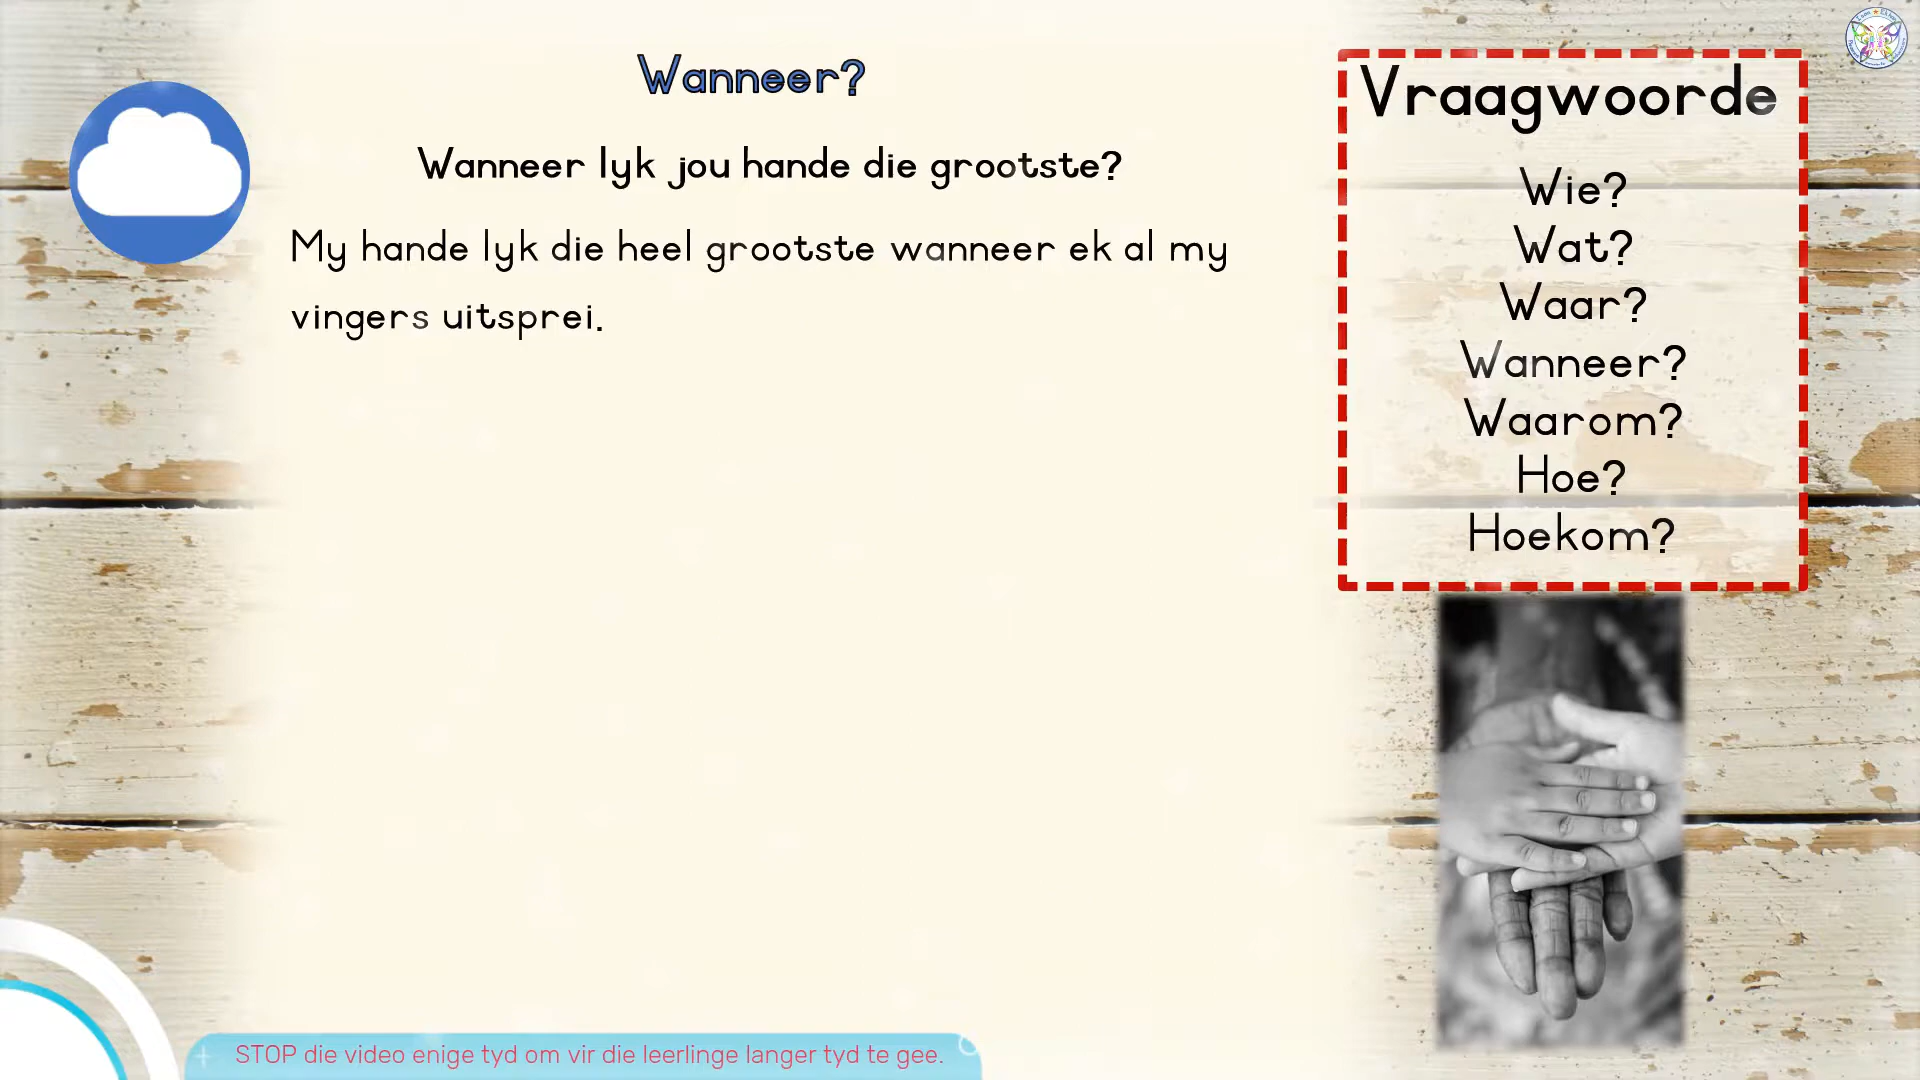 Wanneer?
Wanneer lyk jou hande die grootste?
My hande lyk die heel grootste wanneer ek al my
vingers uitsprei.
Vraagwoorde
Wie?
Wat?
Waar?
Wanneer?
Waarom?
Hoe?
Hoekom?
STOP die video enige tyd om vir die leerlinge langer tyd te gee.